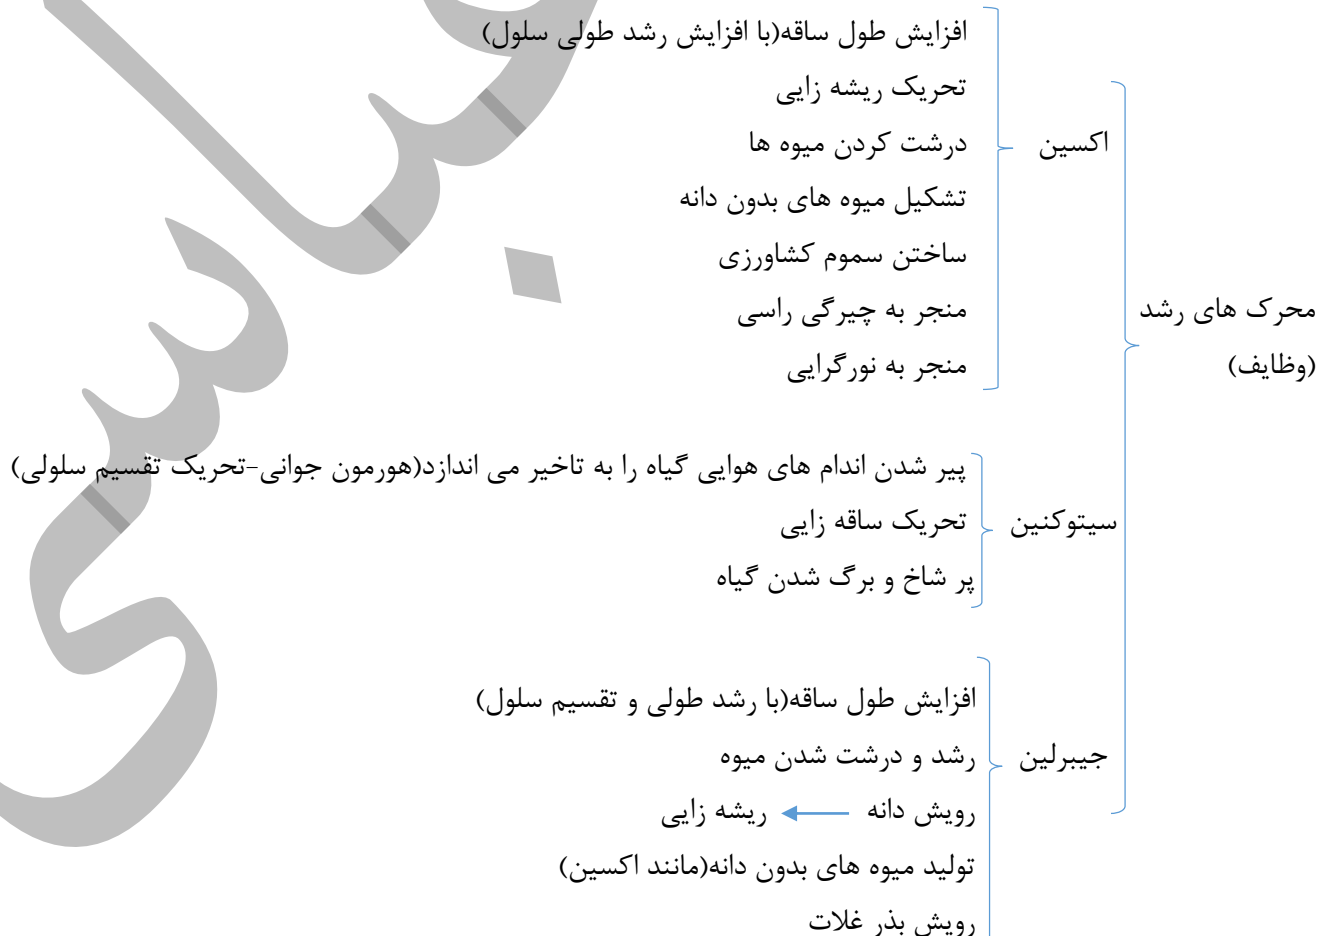 محرک های رشد
(وظایف)
اکسین
افزایش طول ساقه(با افزایش رشد طولی سلول)
تحریک ریشه زایی
درشت کردن میوه ها
تشکیل میوه های بدون دانه
ساختن سموم کشاورزی
منجر به چیرگی راسی
منجر به نورگرایی
سیتوکنین
پیر شدن اندام های هوایی گیاه را به تاخیر می اندازد(هورمون جوانی-تحریک تقسیم سلولی)
تحریک ساقه زایی
پر شاخ و برگ شدن گیاه
جیبرلین
افزایش طول ساقه(با رشد طولی و تقسیم سلول)
رشد و درشت شدن میوه
رویش دانه ← ریشه زایی
تولید میوه های بدون دانه(مانند اکسین)
رویش بذر غلات